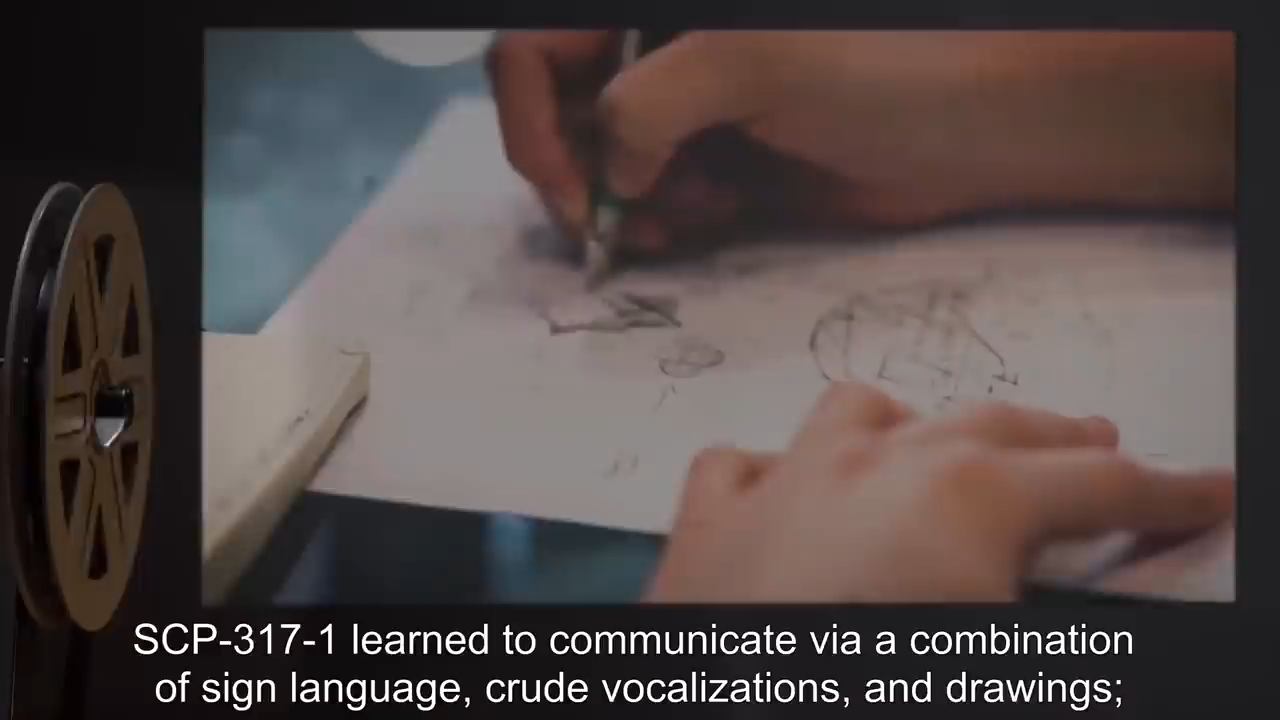 SCP-317-1 learned to communicate via a combination
of sign language, crude vocalizations, and drawings;